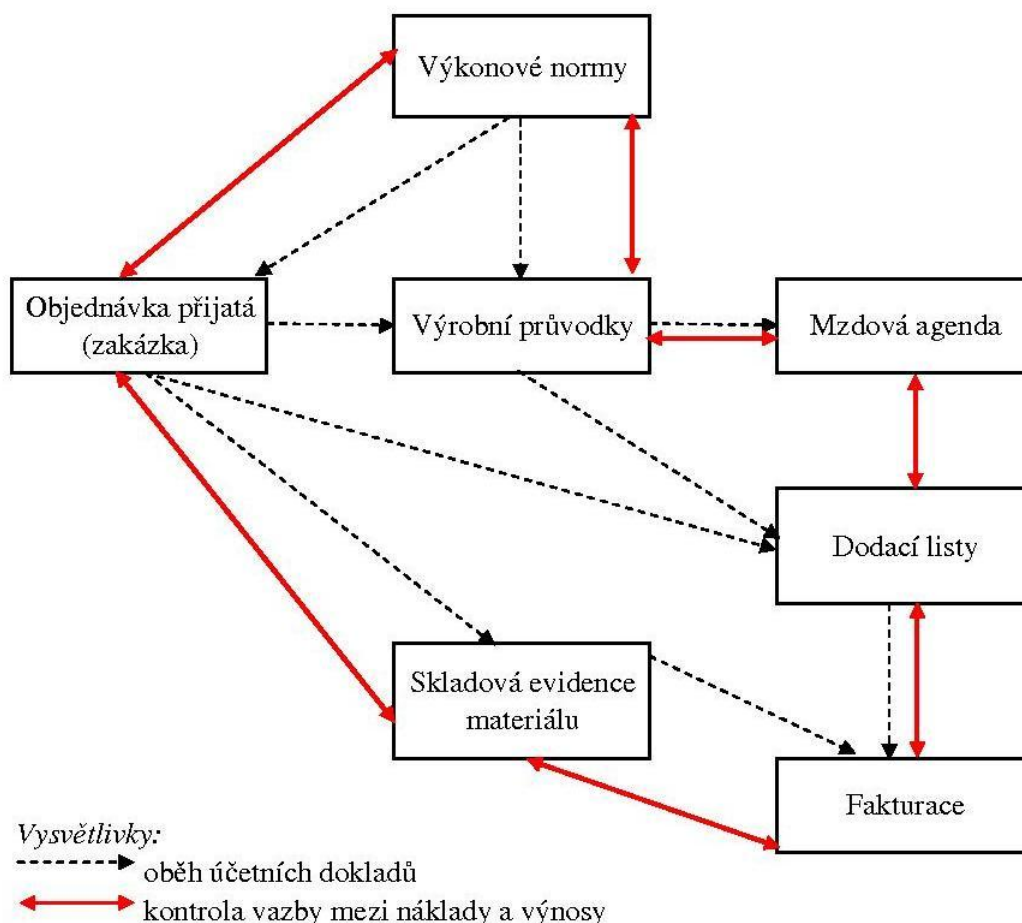 Výkonové normy
Objednávka přijatá
(zakázka)
Výrobní průvodky
Mzdová agenda
Dodací listy
Skladová evidence
materiálu
Fakturace
Vysvětlivky:
oběh účetních dokladů
kontrola vazby mezi náklady a výnosy